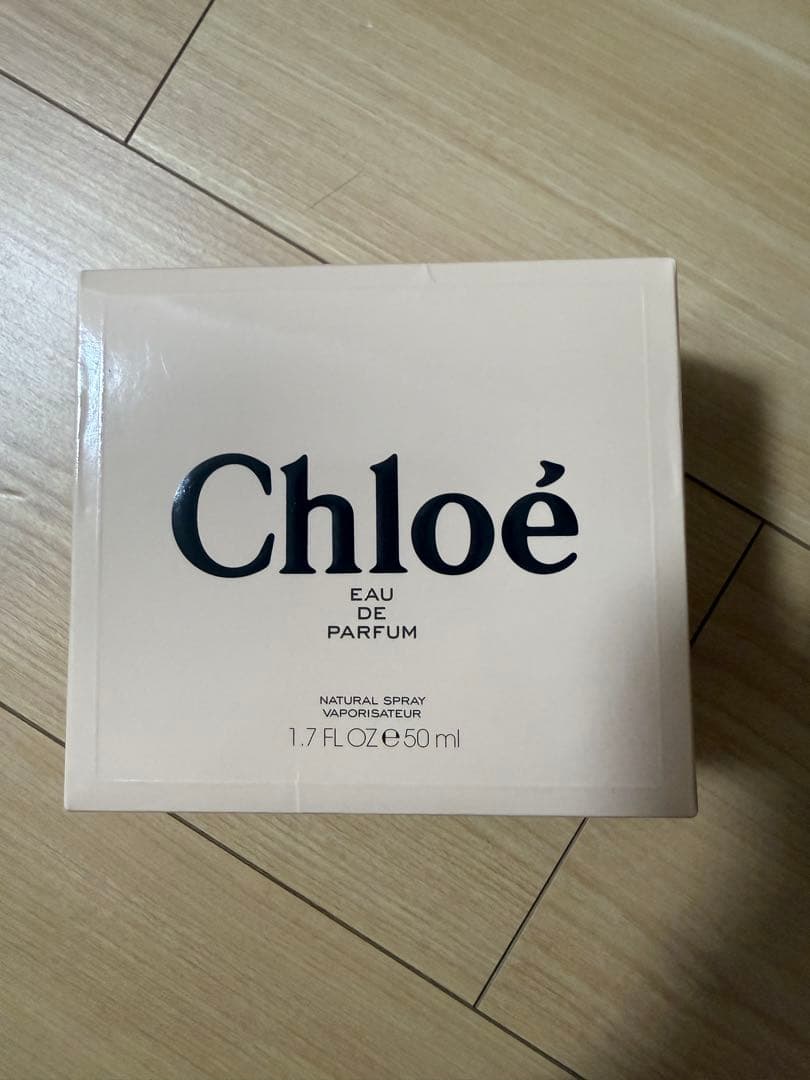 Chloé
EAU
DE
PARFUM
NATURAL SPRAY
VAPORISATEUR
1.7 FL OZ ℮ 50 ml